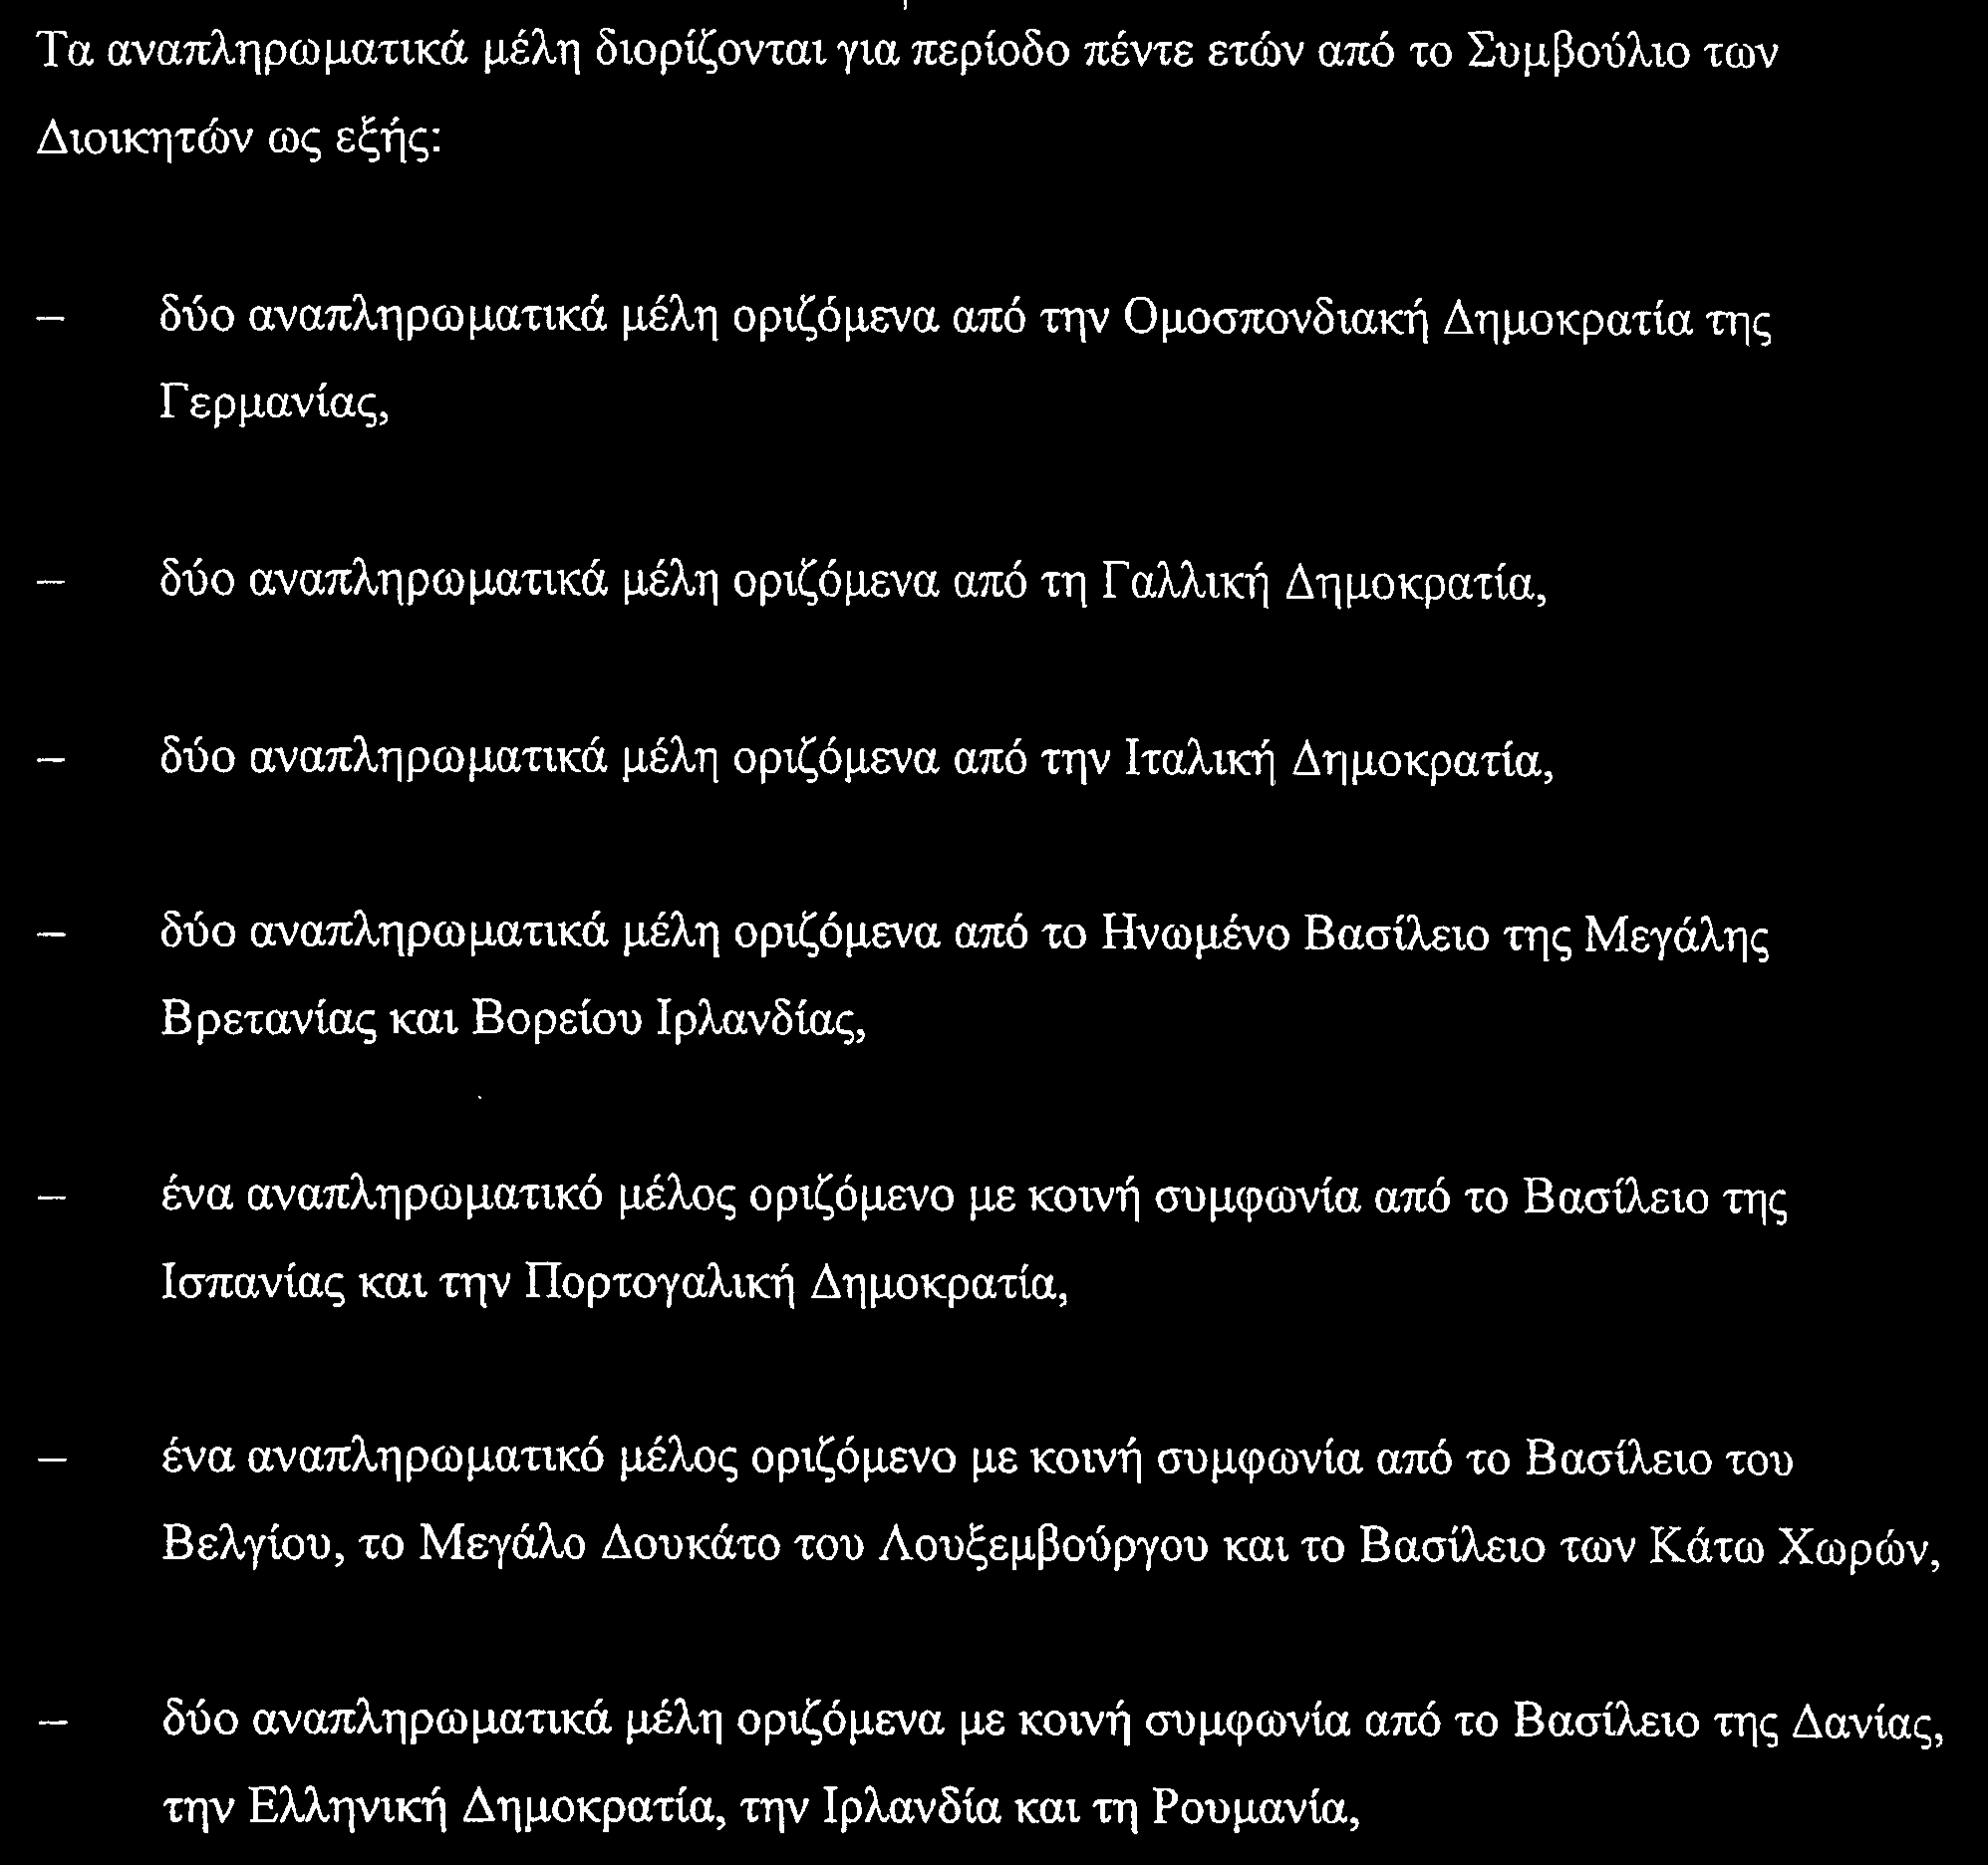 Τα αναπληρωματικά μέλη διορίζονται για περίοδο πέντε ετών από το Συμβούλιο των
Διοικητών ως εξής:
– δύο αναπληρωματικά μέλη οριζόμενα από την Ομοσπονδιακή Δημοκρατία της
Γερμανίας,
– δύο αναπληρωματικά μέλη οριζόμενα από τη Γαλλική Δημοκρατία,
– δύο αναπληρωματικά μέλη οριζόμενα από την Ιταλική Δημοκρατία,
– δύο αναπληρωματικά μέλη οριζόμενα από το Ηνωμένο Βασίλειο της Μεγάλης
Βρετανίας και Βορείου Ιρλανδίας,
– ένα αναπληρωματικό μέλος οριζόμενο με κοινή συμφωνία από το Βασίλειο της
Ισπανίας και την Πορτογαλική Δημοκρατία,
– ένα αναπληρωματικό μέλος οριζόμενο με κοινή συμφωνία από το Βασίλειο του
Βελγίου, το Μεγάλο Δουκάτο του Λουξεμβούργου και το Βασίλειο των Κάτω Χωρών,
– δύο αναπληρωματικά μέλη οριζόμενα με κοινή συμφωνία από το Βασίλειο της Δανίας,
την Ελληνική Δημοκρατία, την Ιρλανδία και τη Ρουμανία,